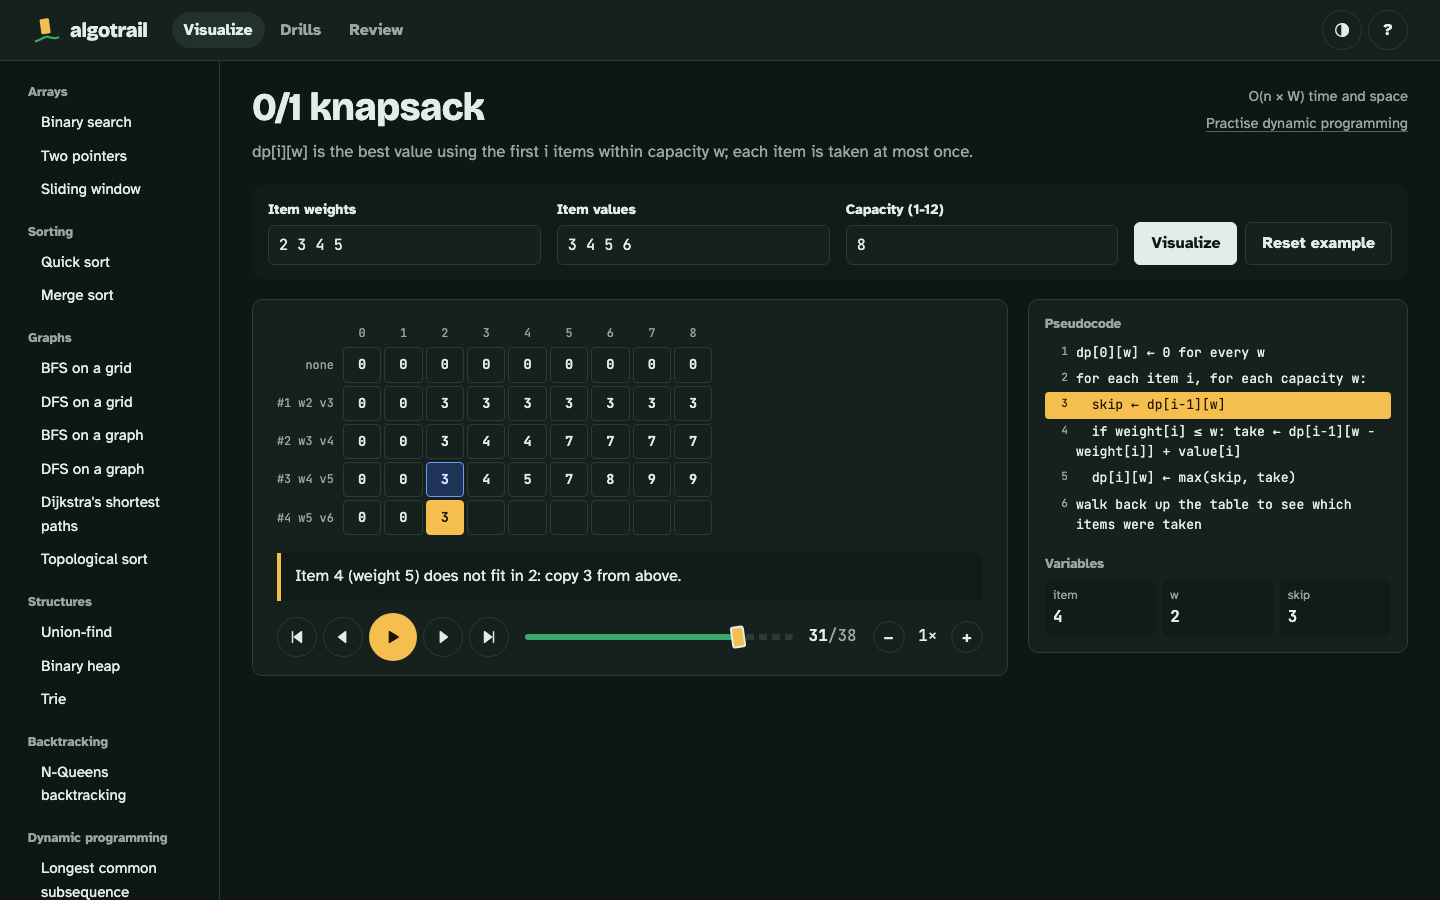 algotrail
Visualize Drills Review
?
Arrays
Binary search
Two pointers
Sliding window
Sorting
Quick sort
Merge sort
Graphs
BFS on a grid
DFS on a grid
BFS on a graph
DFS on a graph
Dijkstra's shortest
paths
Topological sort
Structures
Union-find
Binary heap
Trie
Backtracking
N-Queens
backtracking
Dynamic programming
Longest common
subsequence
0/1 knapsack
O(n × W) time and space
Practise dynamic programming
dp[i][w] is the best value using the first i items within capacity w; each item is taken at most once.
Item weights Item values Capacity (1-12)
2 3 4 5 3 4 5 6 8 Visualize Reset example
0 1 2 3 4 5 6 7 8
none 0 0 0 0 0 0 0 0 0
#1 w2 v3 0 0 3 3 3 3 3 3 3
#2 w3 v4 0 0 3 4 4 7 7 7 7
#3 w4 v5 0 0 3 4 5 7 8 9 9
#4 w5 v6 0 0 3
Item 4 (weight 5) does not fit in 2: copy 3 from above.
31/38 − 1× +
Pseudocode
1 dp[0][w] ← 0 for every w
2 for each item i, for each capacity w:
3 skip ← dp[i-1][w]
4 if weight[i] ≤ w: take ← dp[i-1][w -
weight[i]] + value[i]
5 dp[i][w] ← max(skip, take)
6 walk back up the table to see which
items were taken
Variables
item w skip
4 2 3